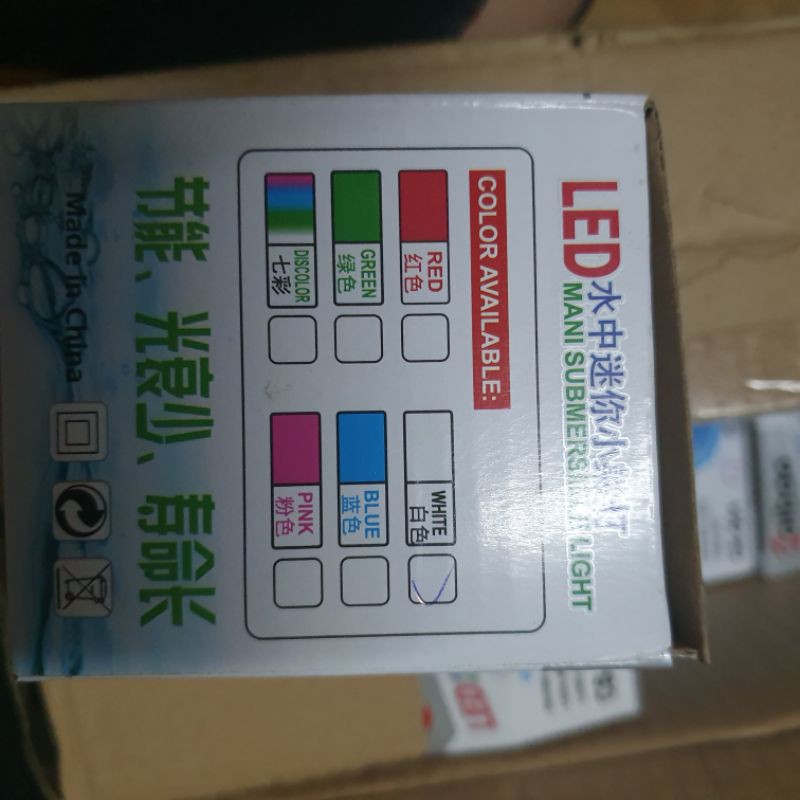 LED水中迷你小
MANI SUBMERSIBLE LIGHT
COLOR AVAILABLE:
RED
红色
WHITE
白色
GREEN
绿色
BLUE
蓝色
DISCOLOR
七彩
PINK
粉色
节能、光衰少、寿命长
Made in China
LED